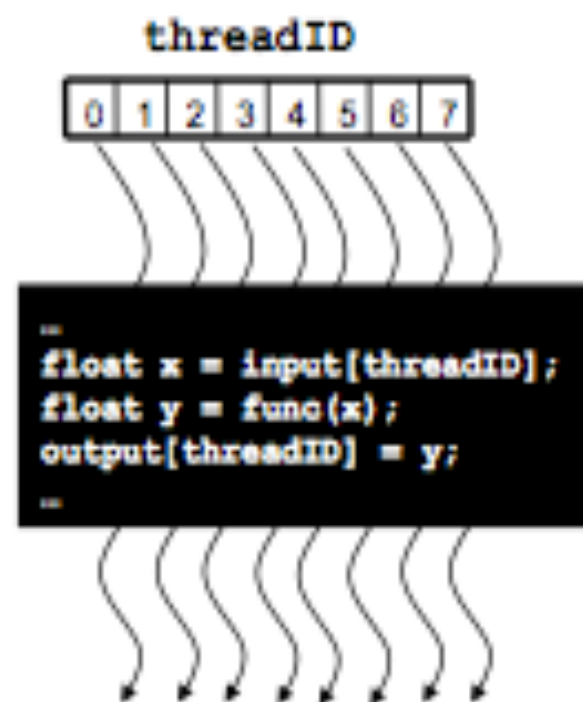 threadID
0 1 2 3 4 5 6 7
…
float x = input[threadID];
float y = func(x);
output[threadID] = y;
…